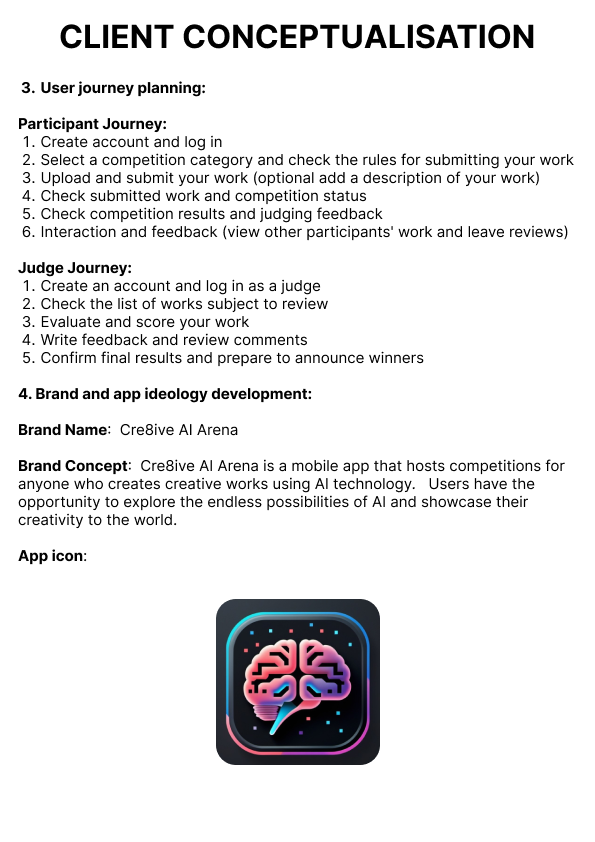 CLIENT CONCEPTUALISATION
3. User journey planning:
Participant Journey:
1. Create account and log in
2. Select a competition category and check the rules for submitting your work
3. Upload and submit your work (optional add a description of your work)
4. Check submitted work and competition status
5. Check competition results and judging feedback
6. Interaction and feedback (view other participants' work and leave reviews)
Judge Journey:
1. Create an account and log in as a judge
2. Check the list of works subject to review
3. Evaluate and score your work
4. Write feedback and review comments
5. Confirm final results and prepare to announce winners
4. Brand and app ideology development:
Brand Name:  Cre8ive AI Arena
Brand Concept:  Cre8ive AI Arena is a mobile app that hosts competitions for
anyone who creates creative works using AI technology.   Users have the
opportunity to explore the endless possibilities of AI and showcase their
creativity to the world.
App icon: